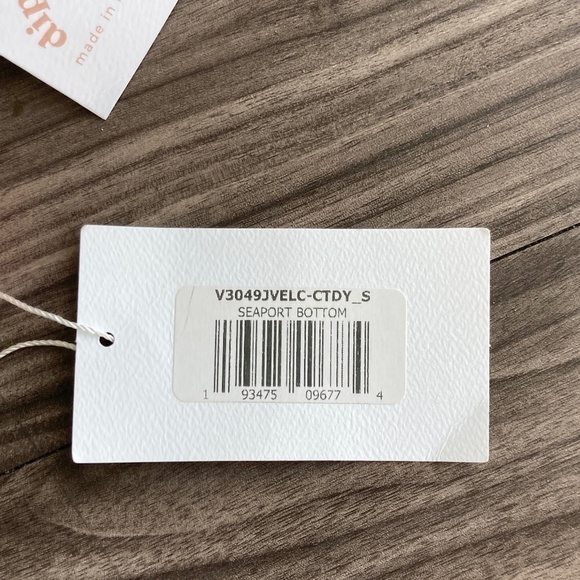 dip
made in
V3049JVELC-CTDY_S
SEAPORT BOTTOM
1 93475 09677 4